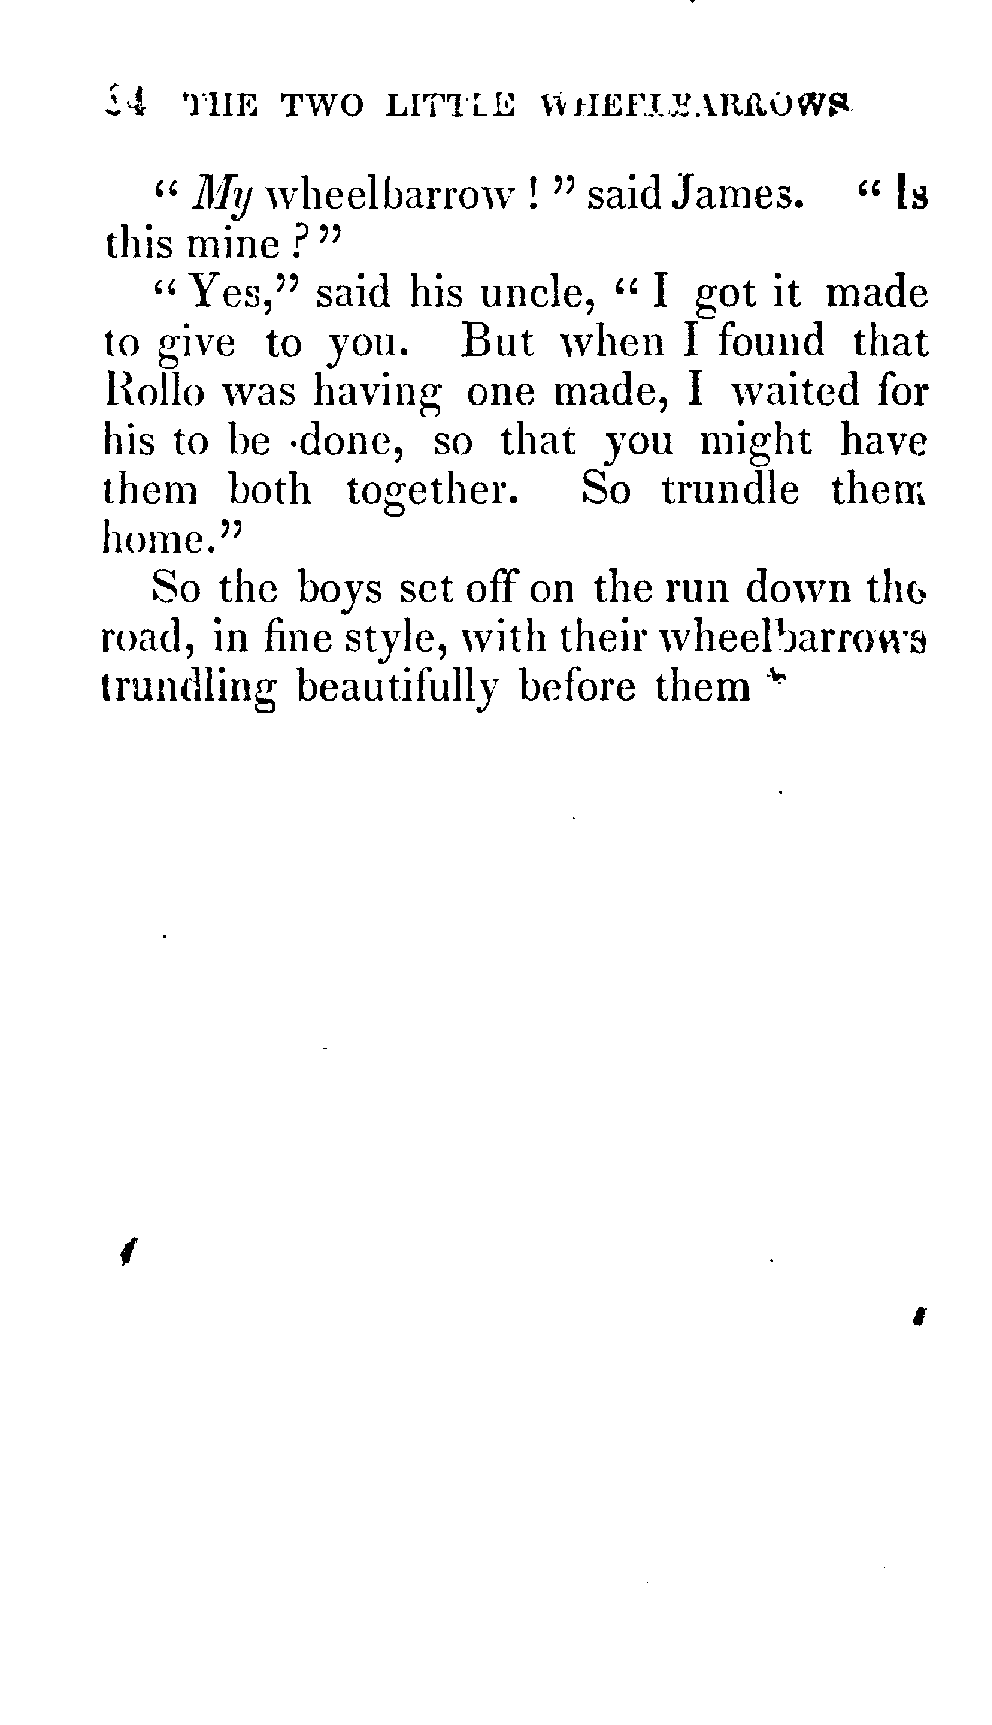 THE TWO LITTLE WHEELBARROWS
“ My wheelbarrow ! ” said James. “ Is
this mine ? ”
“ Yes,” said his uncle, “ I got it made
to give to you. But when I found that
Rollo was having one made, I waited for
his to be done, so that you might have
them both together. So trundle them
home.”
So the boys set off on the run down the
road, in fine style, with their wheelbarrows
trundling beautifully before them